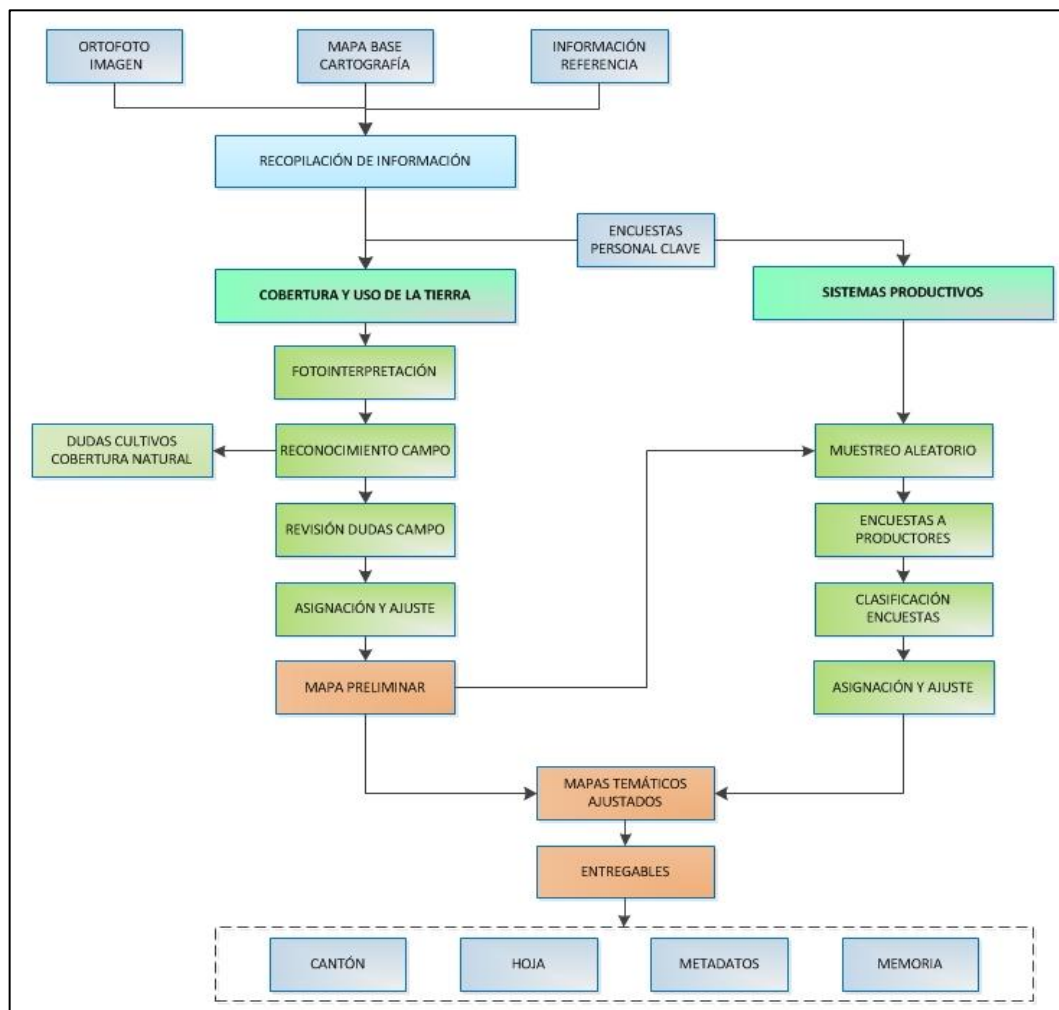 ORTOFOTO
IMAGEN
MAPA BASE
CARTOGRAFÍA
INFORMACIÓN
REFERENCIA
RECOPILACIÓN DE INFORMACIÓN
ENCUESTAS
PERSONAL CLAVE
COBERTURA Y USO DE LA TIERRA
SISTEMAS PRODUCTIVOS
FOTOINTERPRETACIÓN
DUDAS CULTIVOS
COBERTURA NATURAL
RECONOCIMIENTO CAMPO
MUESTREO ALEATORIO
REVISIÓN DUDAS CAMPO
ENCUESTAS A
PRODUCTORES
ASIGNACIÓN Y AJUSTE
CLASIFICACIÓN
ENCUESTAS
MAPA PRELIMINAR
ASIGNACIÓN Y AJUSTE
MAPAS TEMÁTICOS
AJUSTADOS
ENTREGABLES
CANTÓN
HOJA
METADATOS
MEMORIA